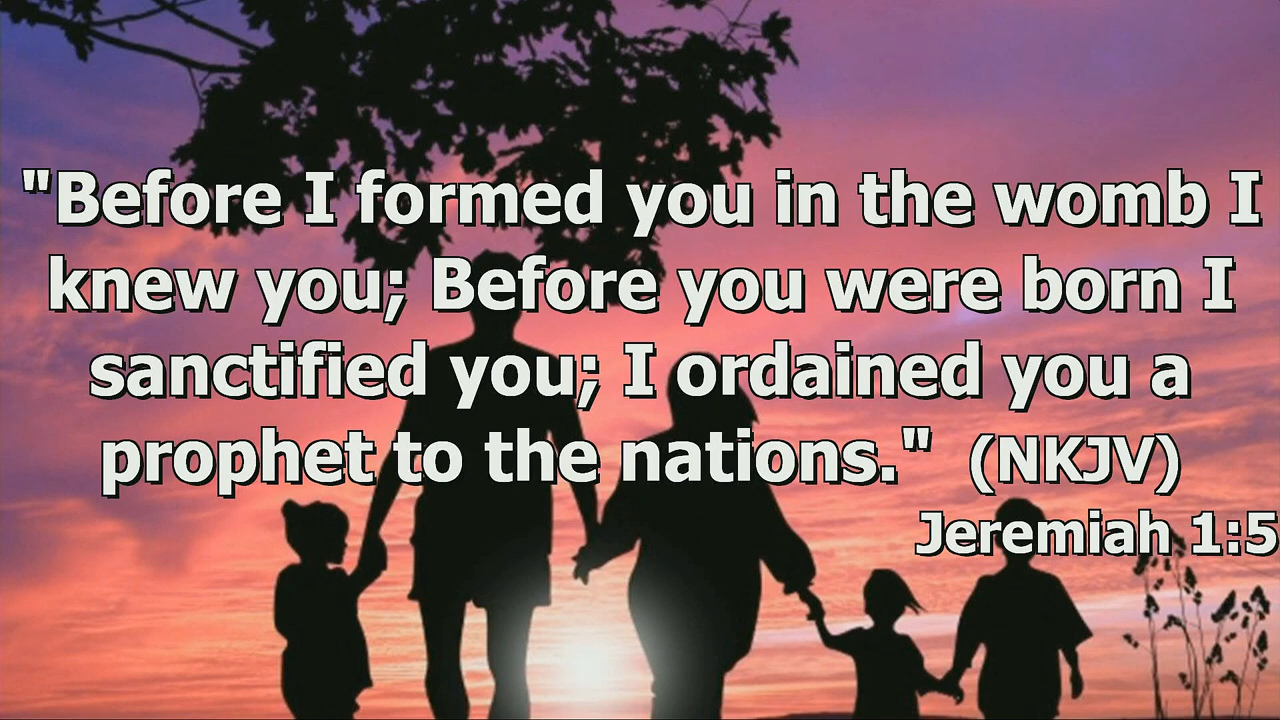 "Before I formed you in the womb I
knew you; Before you were born I
sanctified you; I ordained you a
prophet to the nations." (NKJV)
Jeremiah 1:5